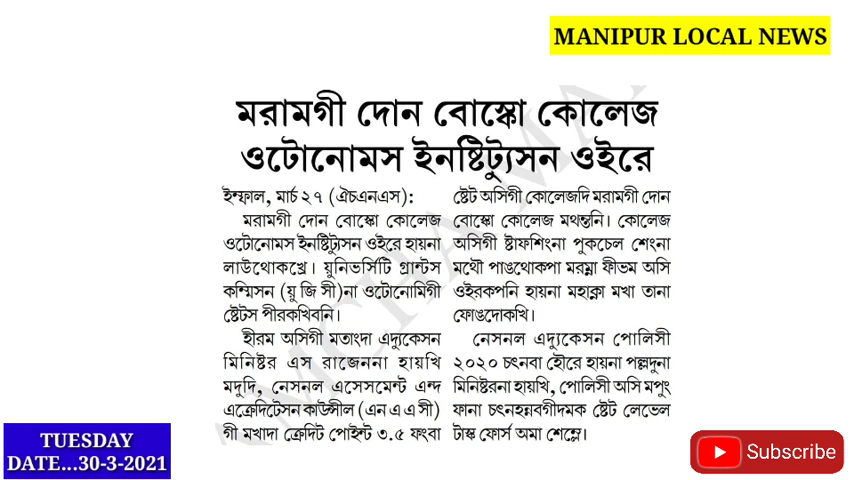 MANIPUR LOCAL NEWS
মরামগী দোন বোস্কো কোলেজ
ওটোনোমস ইনষ্টিট্যুসন ওইরে
ইম্ফাল, মার্চ ২৭ (ঐচএনএস):
মরামগী দোন বোস্কো কোলেজ
ওটোনোমস ইনষ্টিট্যুসন ওইরে হায়না
লাউথোকখ্রে। য়ুনিভর্সিটি গ্রান্টস
কম্মিসন (য়ু জি সী)না ওটোনোমিগী
ষ্টেটস পীরকখিবনি।
হীরম অসিগী মতাংদা এদ্যুকেসন
মিনিষ্টর এস রাজেননা হায়খি
মদুদি, নেসনল এসেসমেন্ট এন্দ
এক্রেদিটেসন কাউন্সীল (এন এ এ সী)
গী মখাদা ক্রেদিট পোইন্ট ৩.৫ ফংবা
ষ্টেট অসিগী কোলেজদি মরামগী দোন
বোস্কো কোলেজ মথন্তনি। কোলেজ
অসিগী ষ্টাফশিংনা পুকচেল শেংনা
মথৌ পাঙথোকপা মরম্না ফীভম অসি
ওইরকপনি হায়না মহাক্না মখা তানা
ফোঙদোকখি।
নেসনল এদ্যুকেসন পোলিসী
২০২০ চৎনবা হৌরে হায়না পল্লদুনা
মিনিষ্টরনা হায়খি, পোলিসী অসি মপুং
ফানা চৎনহন্নবগীদমক ষ্টেট লেভেল
টাস্ক ফোর্স অমা শেম্লে।
TUESDAY
DATE...30-3-2021
Subscribe